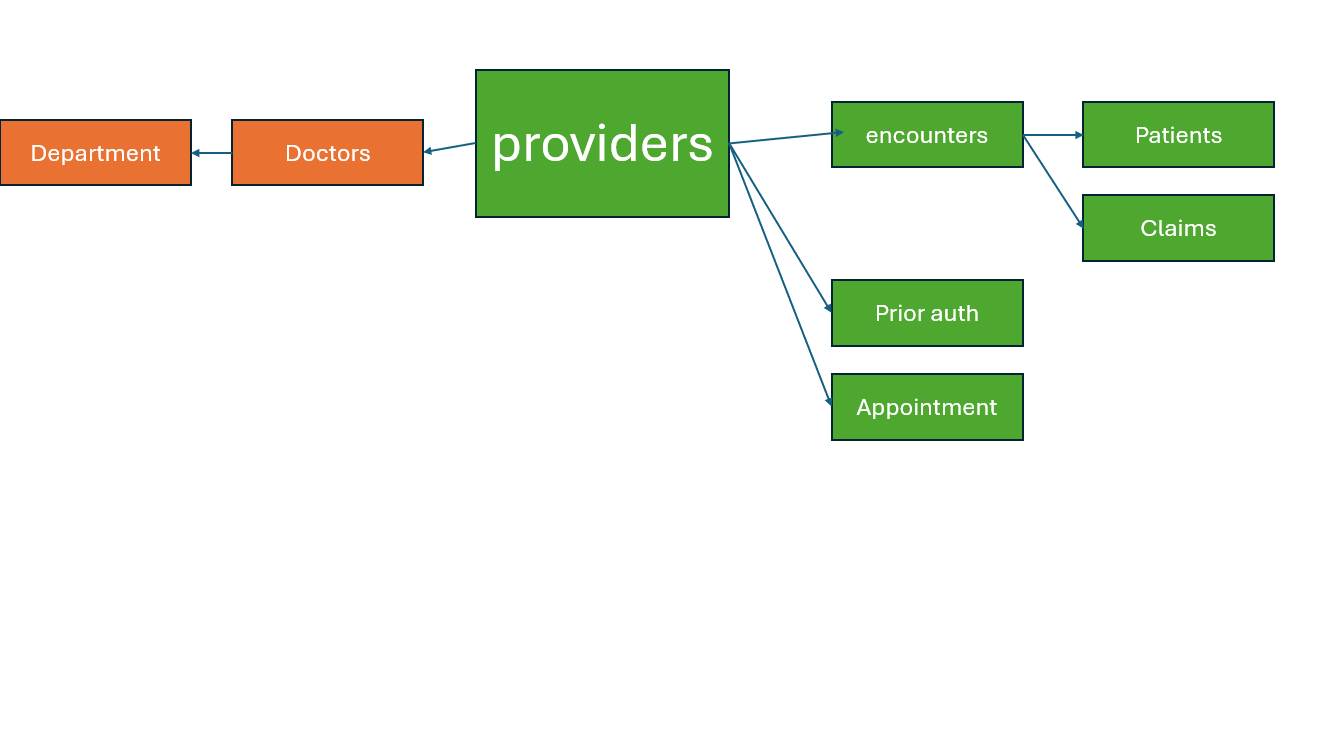 Department
Doctors
providers
encounters
Patients
Claims
Prior auth
Appointment